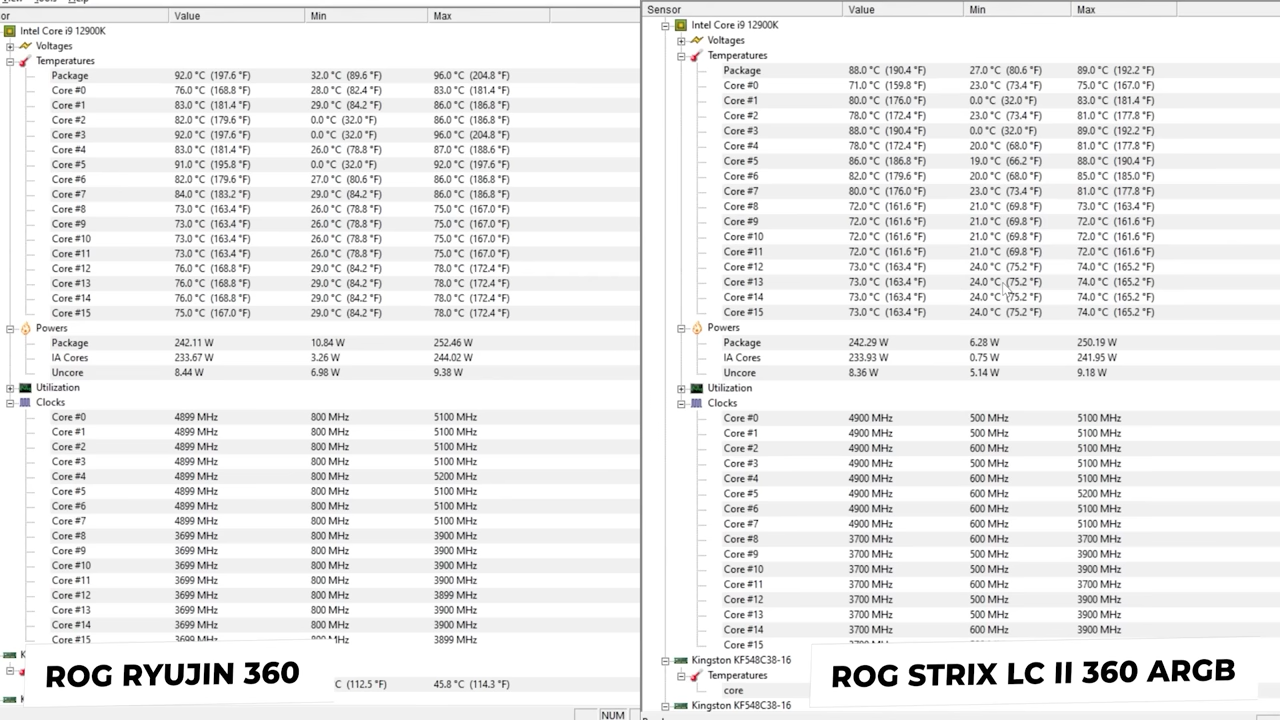 or Value Min Max
Intel Core i9 12900K
Voltages
Temperatures
Package 92.0 °C (197.6 °F) 32.0 °C (89.6 °F) 96.0 °C (204.8 °F)
Core #0 76.0 °C (168.8 °F) 28.0 °C (82.4 °F) 83.0 °C (181.4 °F)
Core #1 83.0 °C (181.4 °F) 29.0 °C (84.2 °F) 86.0 °C (186.8 °F)
Core #2 82.0 °C (179.6 °F) 0.0 °C (32.0 °F) 86.0 °C (186.8 °F)
Core #3 92.0 °C (197.6 °F) 0.0 °C (32.0 °F) 96.0 °C (204.8 °F)
Core #4 83.0 °C (181.4 °F) 26.0 °C (78.8 °F) 87.0 °C (188.6 °F)
Core #5 91.0 °C (195.8 °F) 0.0 °C (32.0 °F) 92.0 °C (197.6 °F)
Core #6 82.0 °C (179.6 °F) 27.0 °C (80.6 °F) 86.0 °C (186.8 °F)
Core #7 84.0 °C (183.2 °F) 29.0 °C (84.2 °F) 86.0 °C (186.8 °F)
Core #8 73.0 °C (163.4 °F) 26.0 °C (78.8 °F) 75.0 °C (167.0 °F)
Core #9 73.0 °C (163.4 °F) 26.0 °C (78.8 °F) 75.0 °C (167.0 °F)
Core #10 73.0 °C (163.4 °F) 26.0 °C (78.8 °F) 75.0 °C (167.0 °F)
Core #11 73.0 °C (163.4 °F) 26.0 °C (78.8 °F) 75.0 °C (167.0 °F)
Core #12 76.0 °C (168.8 °F) 29.0 °C (84.2 °F) 78.0 °C (172.4 °F)
Core #13 76.0 °C (168.8 °F) 29.0 °C (84.2 °F) 78.0 °C (172.4 °F)
Core #14 76.0 °C (168.8 °F) 29.0 °C (84.2 °F) 78.0 °C (172.4 °F)
Core #15 75.0 °C (167.0 °F) 29.0 °C (84.2 °F) 78.0 °C (172.4 °F)
Powers
Package 242.11 W 10.84 W 252.46 W
IA Cores 233.67 W 3.26 W 244.02 W
Uncore 8.44 W 6.98 W 9.38 W
Utilization
Clocks
Core #0 4899 MHz 800 MHz 5100 MHz
Core #1 4899 MHz 800 MHz 5100 MHz
Core #2 4899 MHz 800 MHz 5100 MHz
Core #3 4899 MHz 800 MHz 5100 MHz
Core #4 4899 MHz 800 MHz 5200 MHz
Core #5 4899 MHz 800 MHz 5100 MHz
Core #6 4899 MHz 800 MHz 5100 MHz
Core #7 4899 MHz 800 MHz 5100 MHz
Core #8 3699 MHz 800 MHz 3900 MHz
Core #9 3699 MHz 800 MHz 3900 MHz
Core #10 3699 MHz 800 MHz 3900 MHz
Core #11 3699 MHz 800 MHz 3900 MHz
Core #12 3699 MHz 800 MHz 3899 MHz
Core #13 3699 MHz 800 MHz 3900 MHz
Core #14 3699 MHz 800 MHz 3900 MHz
Core #15 3699 MHz 800 MHz 3899 MHz
C (112.5 °F) 45.8 °C (114.3 °F)
ROG RYUJIN 360
NUM
Sensor Value Min Max
Intel Core i9 12900K
Voltages
Temperatures
Package 88.0 °C (190.4 °F) 27.0 °C (80.6 °F) 89.0 °C (192.2 °F)
Core #0 71.0 °C (159.8 °F) 23.0 °C (73.4 °F) 75.0 °C (167.0 °F)
Core #1 80.0 °C (176.0 °F) 0.0 °C (32.0 °F) 83.0 °C (181.4 °F)
Core #2 78.0 °C (172.4 °F) 23.0 °C (73.4 °F) 81.0 °C (177.8 °F)
Core #3 88.0 °C (190.4 °F) 0.0 °C (32.0 °F) 89.0 °C (192.2 °F)
Core #4 78.0 °C (172.4 °F) 20.0 °C (68.0 °F) 81.0 °C (177.8 °F)
Core #5 86.0 °C (186.8 °F) 19.0 °C (66.2 °F) 88.0 °C (190.4 °F)
Core #6 82.0 °C (179.6 °F) 20.0 °C (68.0 °F) 85.0 °C (185.0 °F)
Core #7 80.0 °C (176.0 °F) 23.0 °C (73.4 °F) 81.0 °C (177.8 °F)
Core #8 72.0 °C (161.6 °F) 21.0 °C (69.8 °F) 73.0 °C (163.4 °F)
Core #9 72.0 °C (161.6 °F) 21.0 °C (69.8 °F) 72.0 °C (161.6 °F)
Core #10 72.0 °C (161.6 °F) 21.0 °C (69.8 °F) 72.0 °C (161.6 °F)
Core #11 72.0 °C (161.6 °F) 21.0 °C (69.8 °F) 72.0 °C (161.6 °F)
Core #12 73.0 °C (163.4 °F) 24.0 °C (75.2 °F) 74.0 °C (165.2 °F)
Core #13 73.0 °C (163.4 °F) 24.0 °C (75.2 °F) 74.0 °C (165.2 °F)
Core #14 73.0 °C (163.4 °F) 24.0 °C (75.2 °F) 74.0 °C (165.2 °F)
Core #15 73.0 °C (163.4 °F) 24.0 °C (75.2 °F) 74.0 °C (165.2 °F)
Powers
Package 242.29 W 6.28 W 250.19 W
IA Cores 233.93 W 0.75 W 241.95 W
Uncore 8.36 W 5.14 W 9.18 W
Utilization
Clocks
Core #0 4900 MHz 500 MHz 5100 MHz
Core #1 4900 MHz 500 MHz 5100 MHz
Core #2 4900 MHz 600 MHz 5100 MHz
Core #3 4900 MHz 600 MHz 5100 MHz
Core #4 4900 MHz 600 MHz 5100 MHz
Core #5 4900 MHz 600 MHz 5200 MHz
Core #6 4900 MHz 600 MHz 5100 MHz
Core #7 4900 MHz 600 MHz 5100 MHz
Core #8 3700 MHz 600 MHz 3700 MHz
Core #9 3700 MHz 500 MHz 3900 MHz
Core #10 3700 MHz 500 MHz 3900 MHz
Core #11 3700 MHz 600 MHz 3700 MHz
Core #12 3700 MHz 500 MHz 3900 MHz
Core #13 3700 MHz 500 MHz 3900 MHz
Core #14 3700 MHz 600 MHz 3900 MHz
Core #15
Kingston KF548C38-16
Temperatures
core
Kingston KF548C38-16
ROG STRIX LC II 360 ARGB